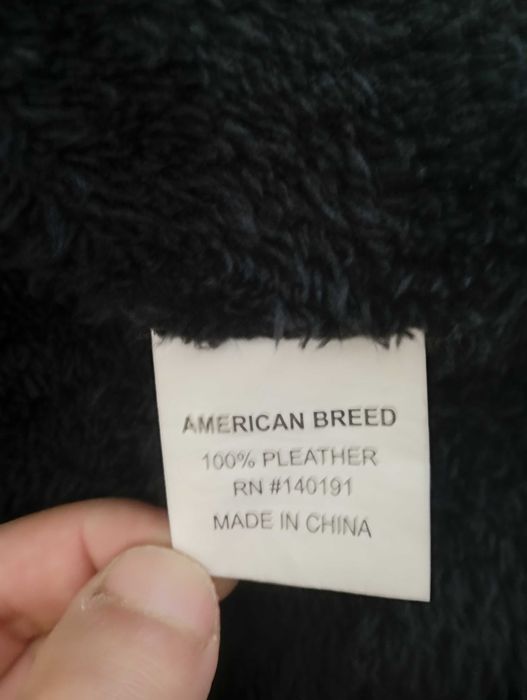 AMERICAN BREED
100% PLEATHER
RN #140191
MADE IN CHINA